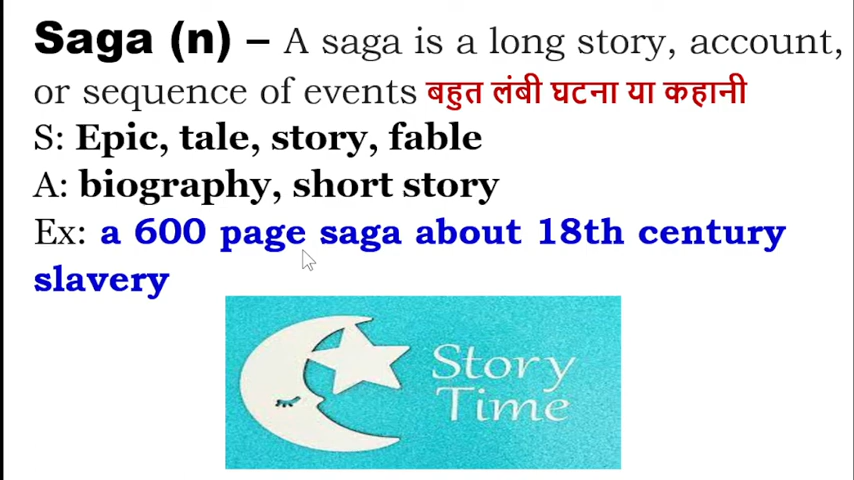 Saga (n) – A saga is a long story, account,
or sequence of events बहुत लंबी घटना या कहानी
S: Epic, tale, story, fable
A: biography, short story
Ex: a 600 page saga about 18th century
slavery
Story
Time